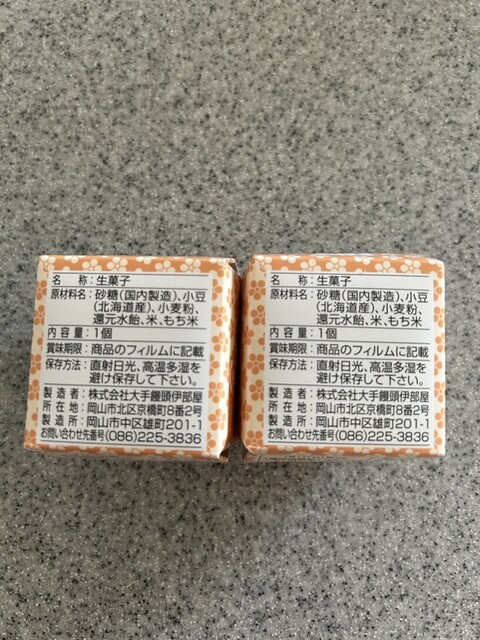 名　称：生菓子
原材料名：砂糖(国内製造)、小豆
(北海道産)、小麦粉、
還元水飴、米、もち米
内容量：1個
賞味期限：商品のフィルムに記載
保存方法：直射日光、高温多湿を
避け保存して下さい。
製造者：株式会社大手饅頭伊部屋
所在地：岡山市北区京橋町8番2号
製造所：岡山市中区雄町201-1
お問い合わせ先番号(086)225-3836
名　称：生菓子
原材料名：砂糖(国内製造)、小豆
(北海道産)、小麦粉、
還元水飴、米、もち米
内容量：1個
賞味期限：商品のフィルムに記載
保存方法：直射日光、高温多湿を
避け保存して下さい。
製造者：株式会社大手饅頭伊部屋
所在地：岡山市北区京橋町8番2号
製造所：岡山市中区雄町201-1
お問い合わせ先番号(086)225-3836